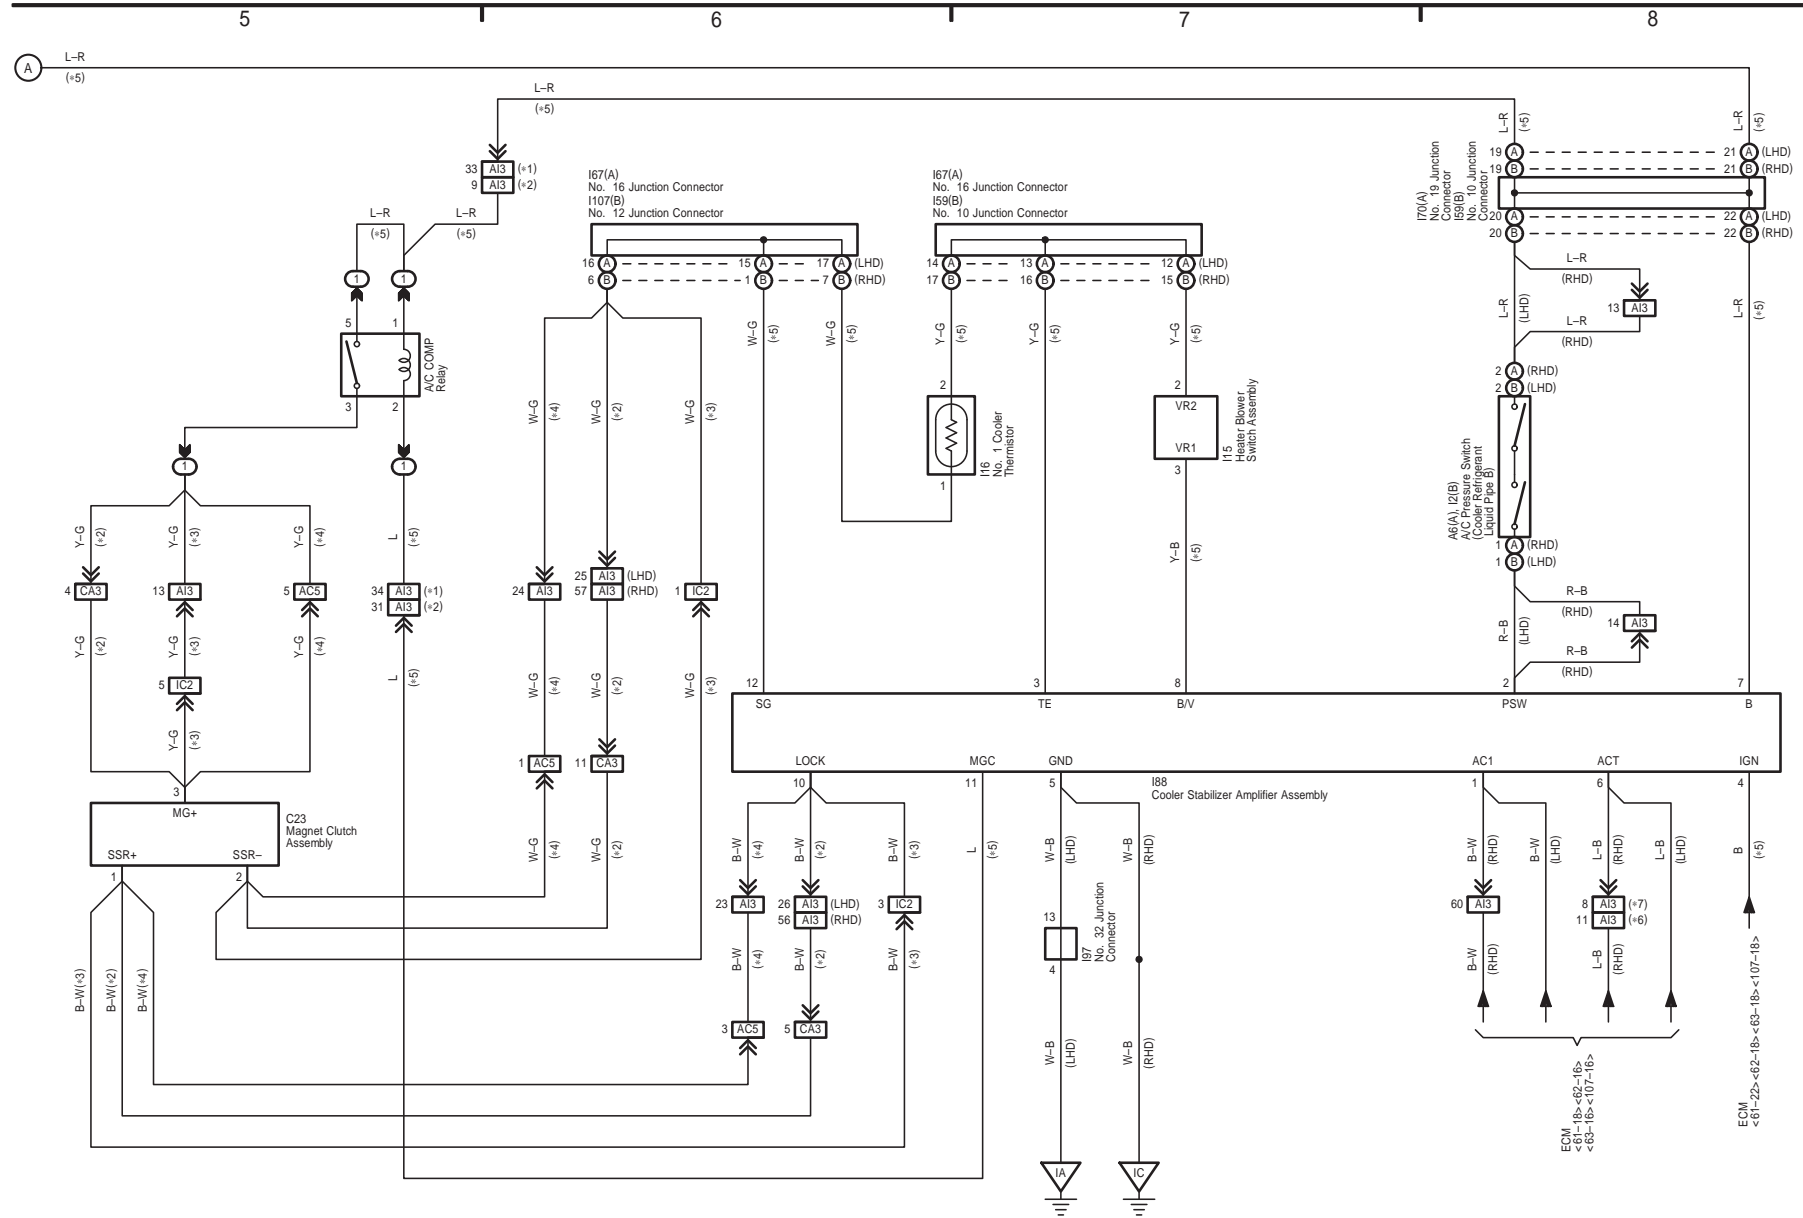 5
6
7
8
A
L–R
(*5)
L–R
(*5)
L–R
(*5)
L–R
(*5)
33 AI3 (*1)
9 AI3 (*2)
L–R
(*5)
L–R
(*5)
1
1
5
1
A/C COMP
Relay
3
2
1
1
I67(A)
No. 16 Junction Connector
I107(B)
No. 12 Junction Connector
16 A 15 A 17 A (LHD)
6 B 1 B 7 B (RHD)
I67(A)
No. 16 Junction Connector
I59(B)
No. 10 Junction Connector
14 A 13 A 12 A (LHD)
17 B 16 B 15 B (RHD)
I70(A)
No. 19 Junction
Connector
I59(B)
No. 10 Junction
Connector
19 A 21 A (LHD)
19 B 21 B (RHD)
20 A 22 A (LHD)
20 B 22 B (RHD)
L–R
(RHD)
13 AI3
L–R
(RHD)
L–R
(LHD)
L–R
(*5)
W–G
(*5)
W–G
(*5)
Y–G
(*5)
Y–G
(*5)
Y–G
(*5)
2
I16
No. 1 Cooler
Thermistor
1
2
VR2
VR1
3
I15
Heater Blower
Switch Assembly
2 A (RHD)
2 B (LHD)
A6(A), I2(B)
A/C Pressure Switch
(Cooler Refrigerant
Liquid Pipe B)
1 A (RHD)
1 B (LHD)
W–G
(*4)
W–G
(*2)
W–G
(*3)
Y–G
(*2)
Y–G
(*3)
Y–G
(*4)
L
(*5)
Y–B
(*5)
4 CA3
13 AI3
5 AC5
34 AI3 (*1)
31 AI3 (*2)
24 AI3
25 AI3 (LHD)
57 AI3 (RHD)
1 IC2
R–B
(RHD)
14 AI3
R–B
(RHD)
R–B
(LHD)
Y–G
(*2)
Y–G
(*3)
Y–G
(*4)
L
(*5)
5 IC2
Y–G
(*3)
W–G
(*4)
W–G
(*2)
W–G
(*3)
1 AC5
11 CA3
W–G
(*4)
W–G
(*2)
12
3
8
2
7
SG
TE
B/V
PSW
B
LOCK
MGC
GND
AC1
ACT
IGN
10
11
5
1
6
4
I88
Cooler Stabilizer Amplifier Assembly
3
MG+
SSR+
SSR–
1
2
C23
Magnet Clutch
Assembly
B–W
(*4)
B–W
(*2)
B–W
(*3)
L
(*5)
W–B
(LHD)
W–B
(RHD)
B–W
(RHD)
B–W
(LHD)
L–B
(RHD)
L–B
(LHD)
B
(*5)
23 AI3
26 AI3 (LHD)
56 AI3 (RHD)
3 IC2
13
4
I97
No. 32 Junction
Connector
60 AI3
8 AI3 (*7)
11 AI3 (*6)
B–W(*3)
B–W(*2)
B–W(*4)
B–W
(*4)
B–W
(*2)
B–W
(*3)
B–W
(RHD)
L–B
(RHD)
3 AC5
5 CA3
W–B
(LHD)
W–B
(RHD)
ECM
<61–18><62–16>
<63–16><107–16>
ECM
<61–22><62–18><63–18><107–18>
IA
IC